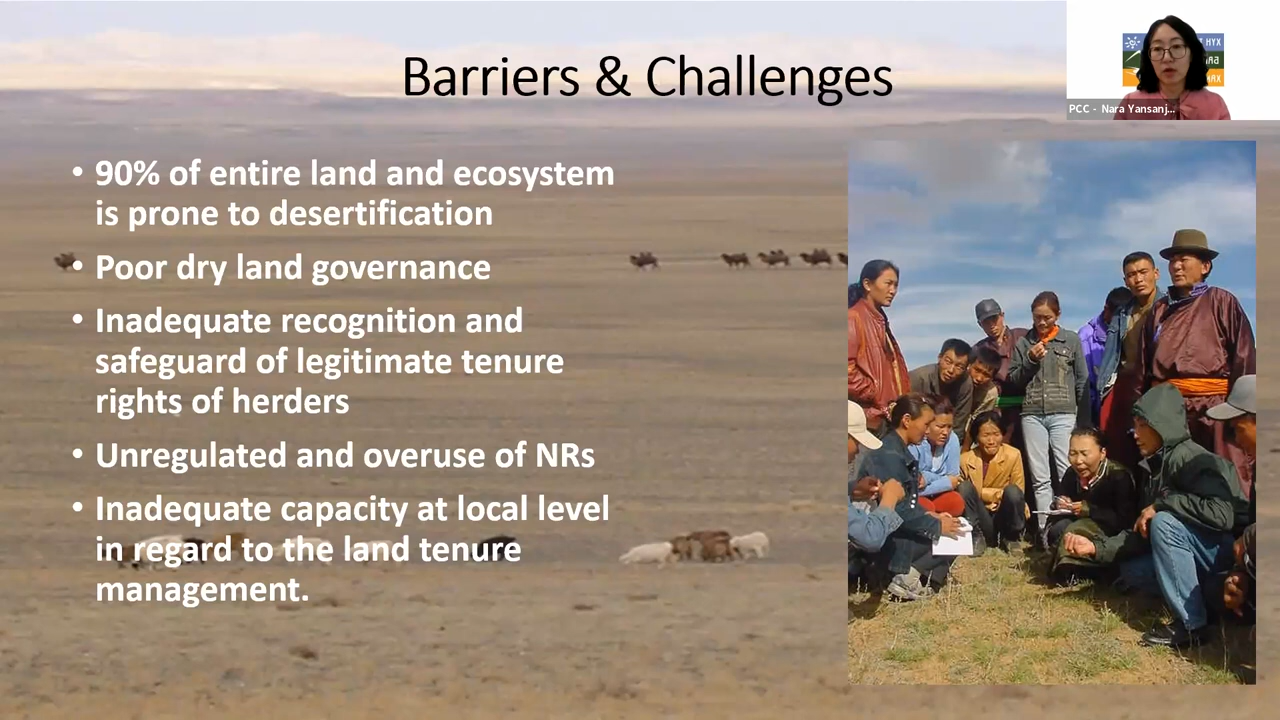 Barriers & Challenges
PCC - Nara Yansanj...
• 90% of entire land and ecosystem
is prone to desertification
• Poor dry land governance
• Inadequate recognition and
safeguard of legitimate tenure
rights of herders
• Unregulated and overuse of NRs
• Inadequate capacity at local level
in regard to the land tenure
management.